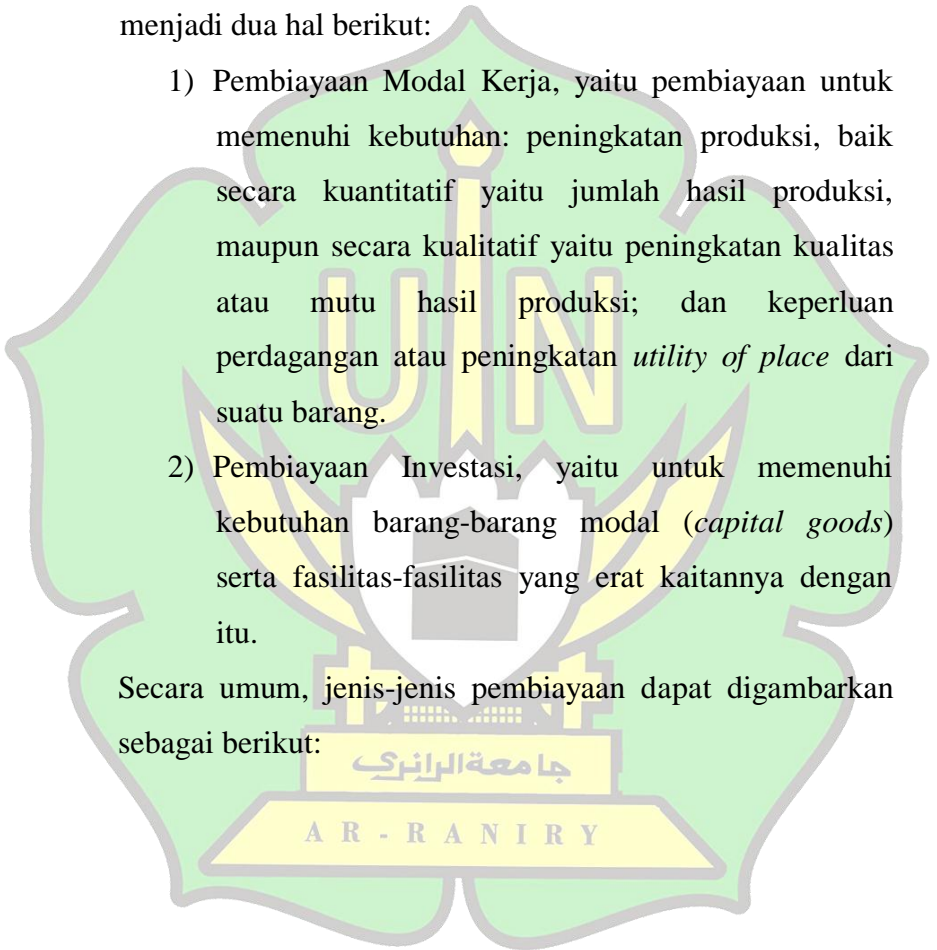 menjadi dua hal berikut:
1) Pembiayaan Modal Kerja, yaitu pembiayaan untuk
memenuhi kebutuhan: peningkatan produksi, baik
secara kuantitatif yaitu jumlah hasil produksi,
maupun secara kualitatif yaitu peningkatan kualitas
atau mutu hasil produksi; dan keperluan
perdagangan atau peningkatan utility of place dari
suatu barang.
2) Pembiayaan Investasi, yaitu untuk memenuhi
kebutuhan barang-barang modal (capital goods)
serta fasilitas-fasilitas yang erat kaitannya dengan
itu.
Secara umum, jenis-jenis pembiayaan dapat digambarkan
sebagai berikut:
UIN
جامعة الرانري
AR-RANIRY